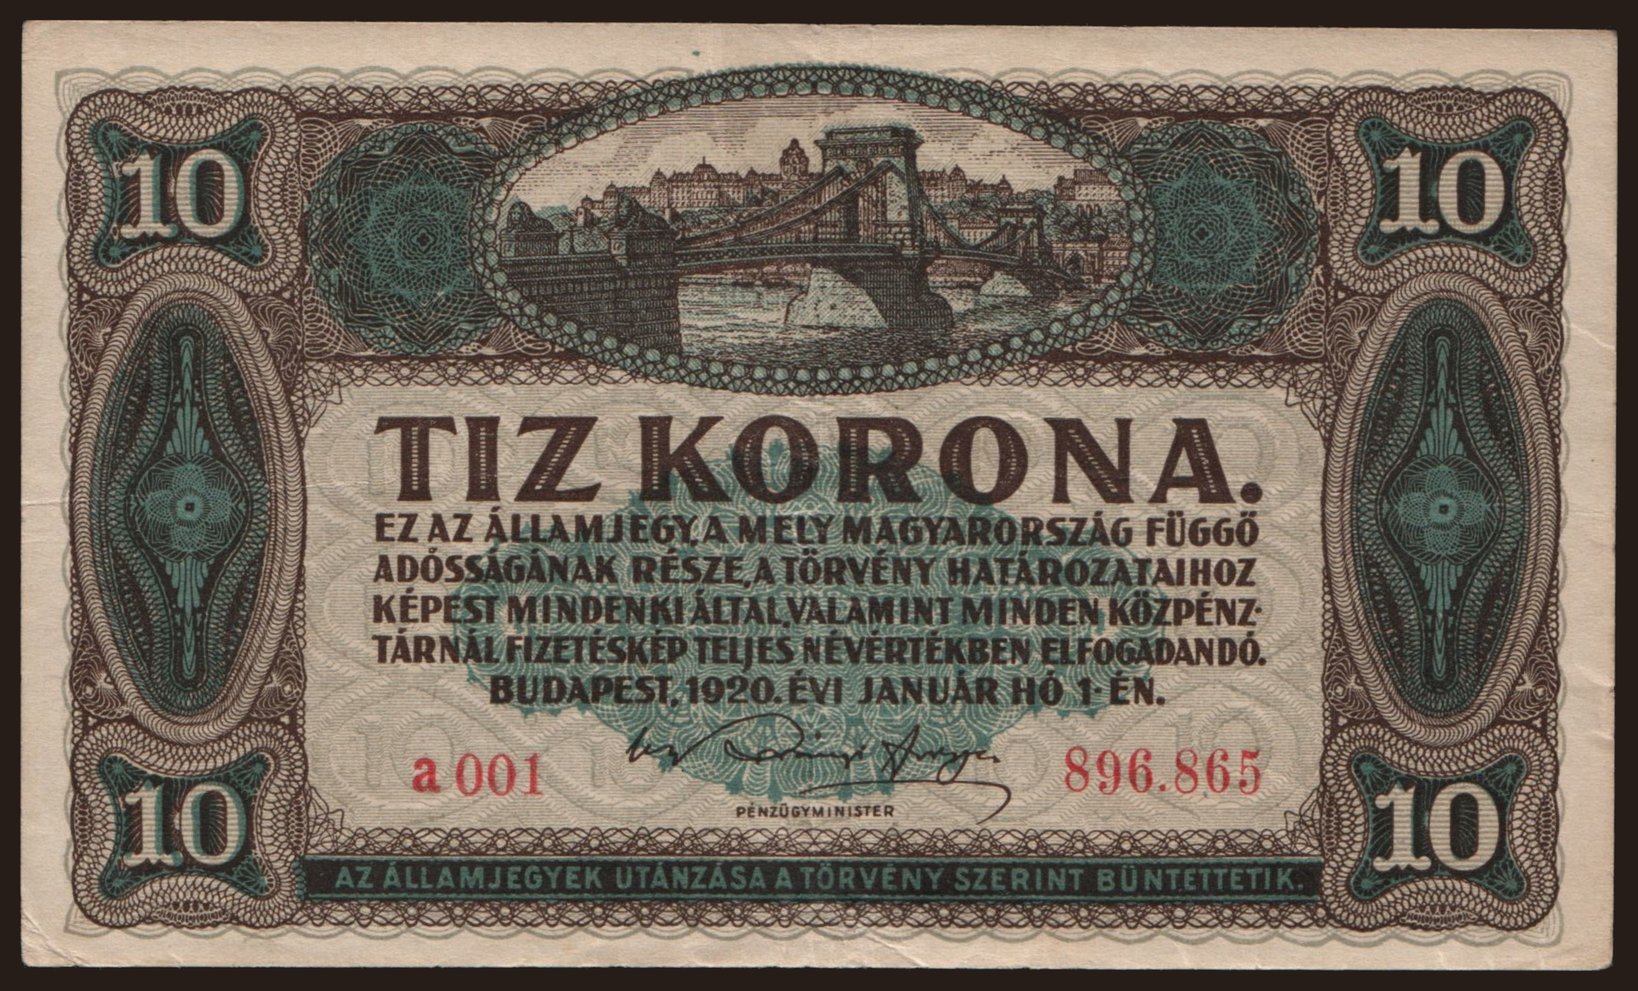 10 10
TIZ KORONA.
EZ AZ ÁLLAMJEGY, A MELY MAGYARORSZÁG FÜGGŐ
ADÓSSÁGÁNAK RÉSZE, A TÖRVÉNY HATÁROZATAIHOZ
KÉPEST MINDENKI ÁLTAL, VALAMINT MINDEN KÖZPÉNZ-
TÁRNÁL FIZETÉSKÉP TELJES NÉVÉRTÉKBEN ELFOGADANDÓ.
BUDAPEST, 1920. ÉVI JANUÁR HÓ 1-ÉN.
a 001 896.865
PÉNZÜGYMINISTER
10 10
AZ ÁLLAMJEGYEK UTÁNZÁSA A TÖRVÉNY SZERINT BÜNTETTETIK.